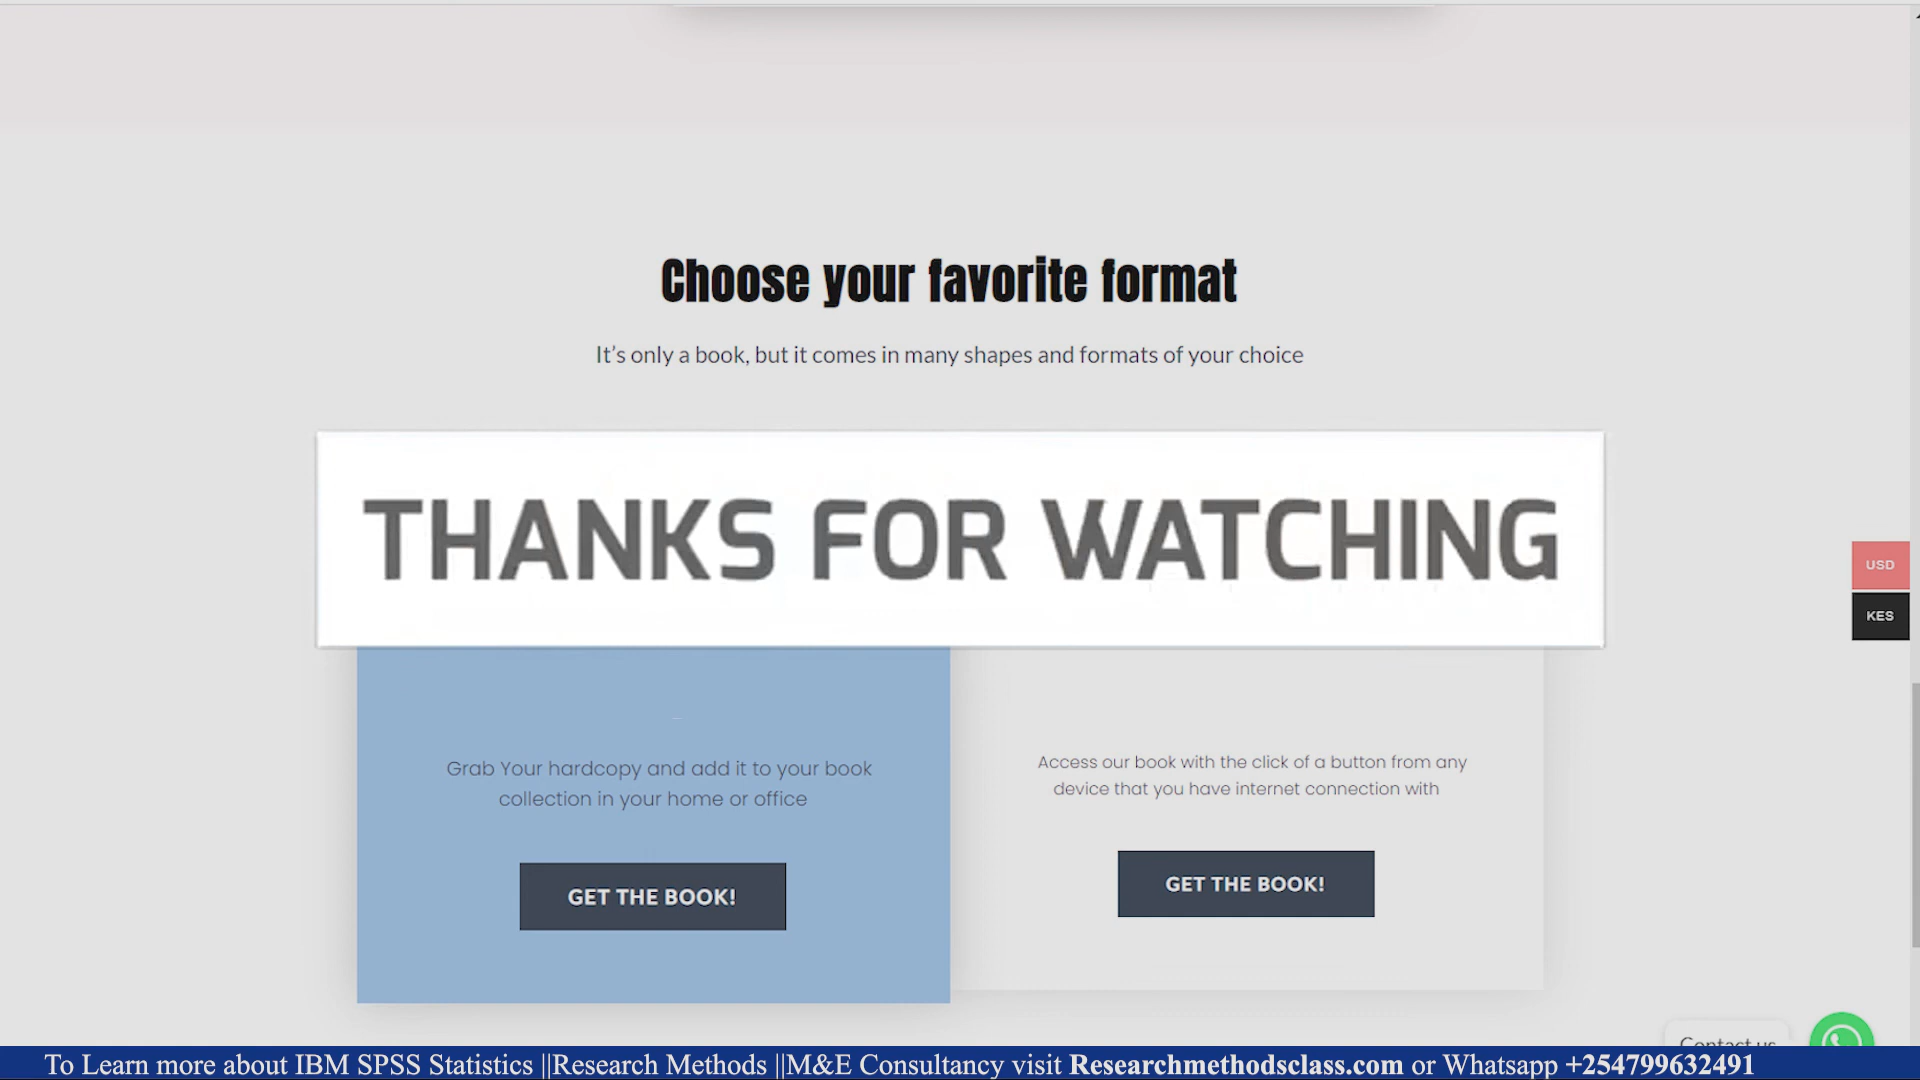 Choose your favorite format
It's only a book, but it comes in many shapes and formats of your choice
THANKS FOR WATCHING
USD
KES
Grab Your hardcopy and add it to your book
collection in your home or office
GET THE BOOK!
Access our book with the click of a button from any
device that you have internet connection with
GET THE BOOK!
Contact us
To Learn more about IBM SPSS Statistics ||Research Methods ||M&E Consultancy visit Researchmethodsclass.com or Whatsapp +254799632491